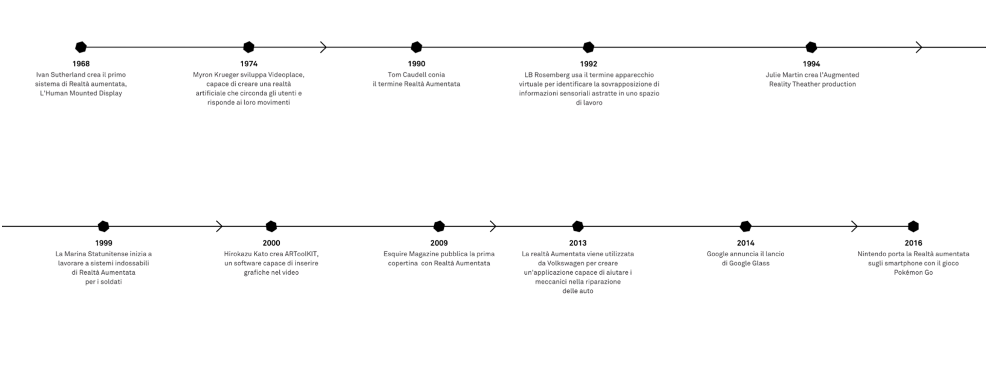 1968
Ivan Sutherland crea il primo
sistema di Realtà aumentata,
L'Human Mounted Display
1974
Myron Krueger sviluppa Videoplace,
capace di creare una realtà
artificiale che circonda gli utenti e
risponde ai loro movimenti
1990
Tom Caudell conia
il termine Realtà Aumentata
1992
LB Rosemberg usa il termine apparecchio
virtuale per identificare la sovrapposizione di
informazioni sensoriali astratte in uno spazio
di lavoro
1994
Julie Martin crea l'Augmented
Reality Theather production
1999
La Marina Statunitense inizia a
lavorare a sistemi indossabili
di Realtà Aumentata
per i soldati
2000
Hirokazu Kato crea ARToolKIT,
un software capace di inserire
grafiche nel video
2009
Esquire Magazine pubblica la prima
copertina con Realtà Aumentata
2013
La realtà Aumentata viene utilizzata
da Volkswagen per creare
un'applicazione capace di aiutare i
meccanici nella riparazione
delle auto
2014
Google annuncia il lancio
di Google Glass
2016
Nintendo porta la Realtà aumentata
sugli smartphone con il gioco
Pokémon Go